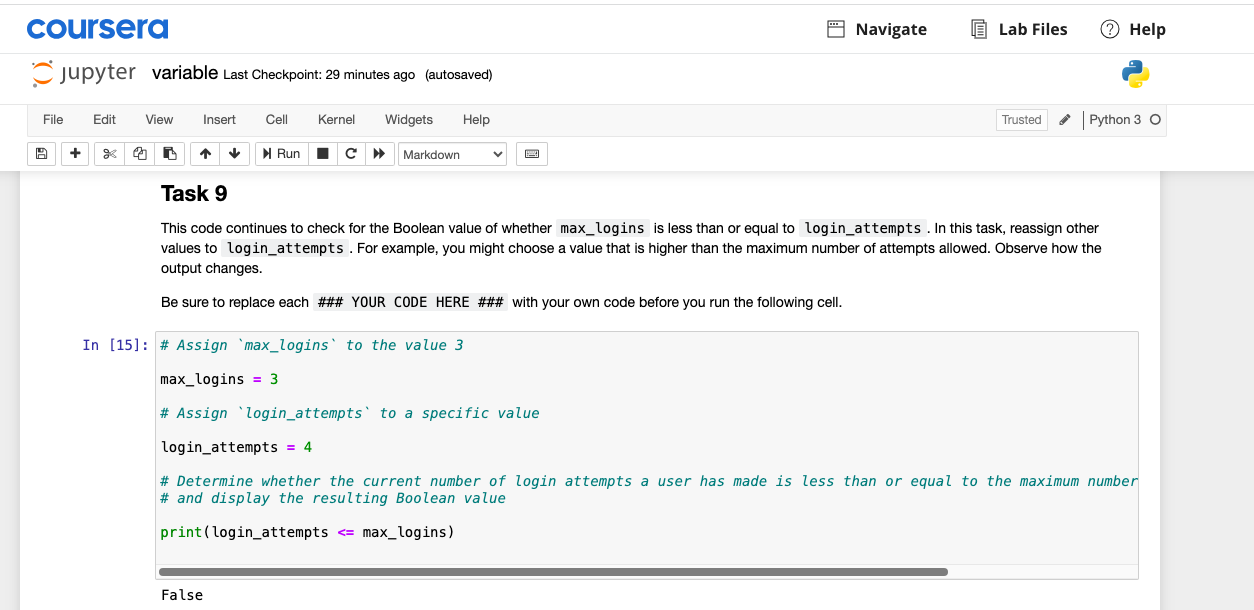 coursera
Navigate
Lab Files
Help
jupyter variable Last Checkpoint: 29 minutes ago (autosaved)
File Edit View Insert Cell Kernel Widgets Help
Trusted
Python 3
Run
Markdown
Task 9
This code continues to check for the Boolean value of whether max_logins is less than or equal to login_attempts . In this task, reassign other
values to login_attempts . For example, you might choose a value that is higher than the maximum number of attempts allowed. Observe how the
output changes.
Be sure to replace each ### YOUR CODE HERE ### with your own code before you run the following cell.
In [15]:
# Assign `max_logins` to the value 3
max_logins = 3
# Assign `login_attempts` to a specific value
login_attempts = 4
# Determine whether the current number of login attempts a user has made is less than or equal to the maximum number
# and display the resulting Boolean value
print(login_attempts <= max_logins)
False